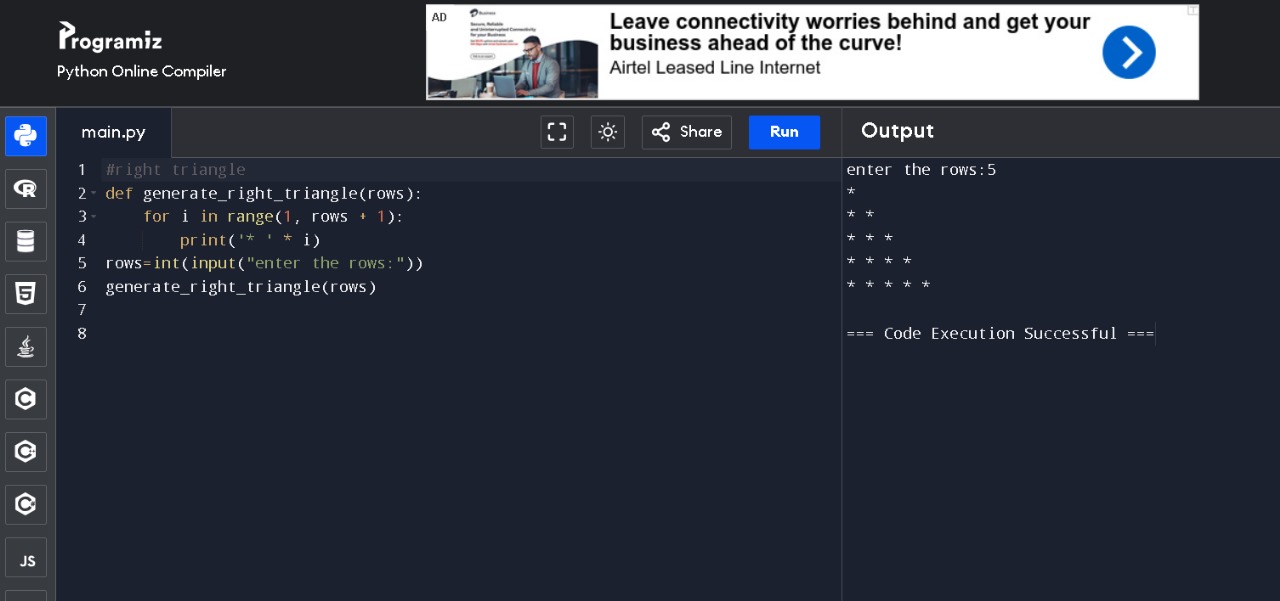 Programiz
Python Online Compiler
AD
Business
Leave connectivity worries behind and get your
business ahead of the curve!
Airtel Leased Line Internet
main.py
Share
Run
Output
1 #right triangle
2 def generate_right_triangle(rows):
3     for i in range(1, rows + 1):
4         print('* ' * i)
5 rows=int(input("enter the rows:"))
6 generate_right_triangle(rows)
7
8
enter the rows:5
*
* *
* * *
* * * *
* * * * *
=== Code Execution Successful ===
R
5
C
C
C
JS